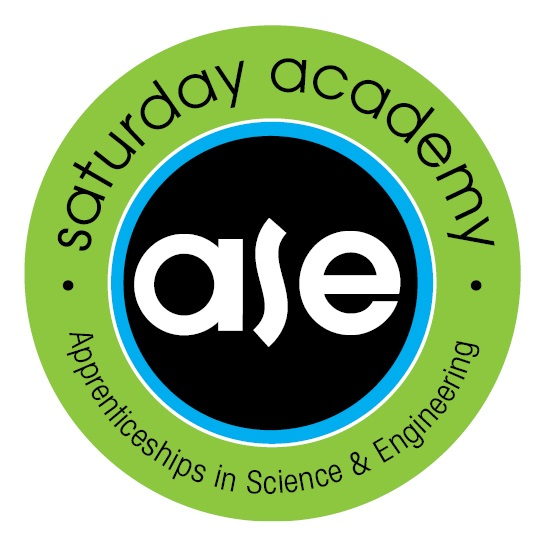 saturday academy
ase
• Apprenticeships in Science & Engineering •